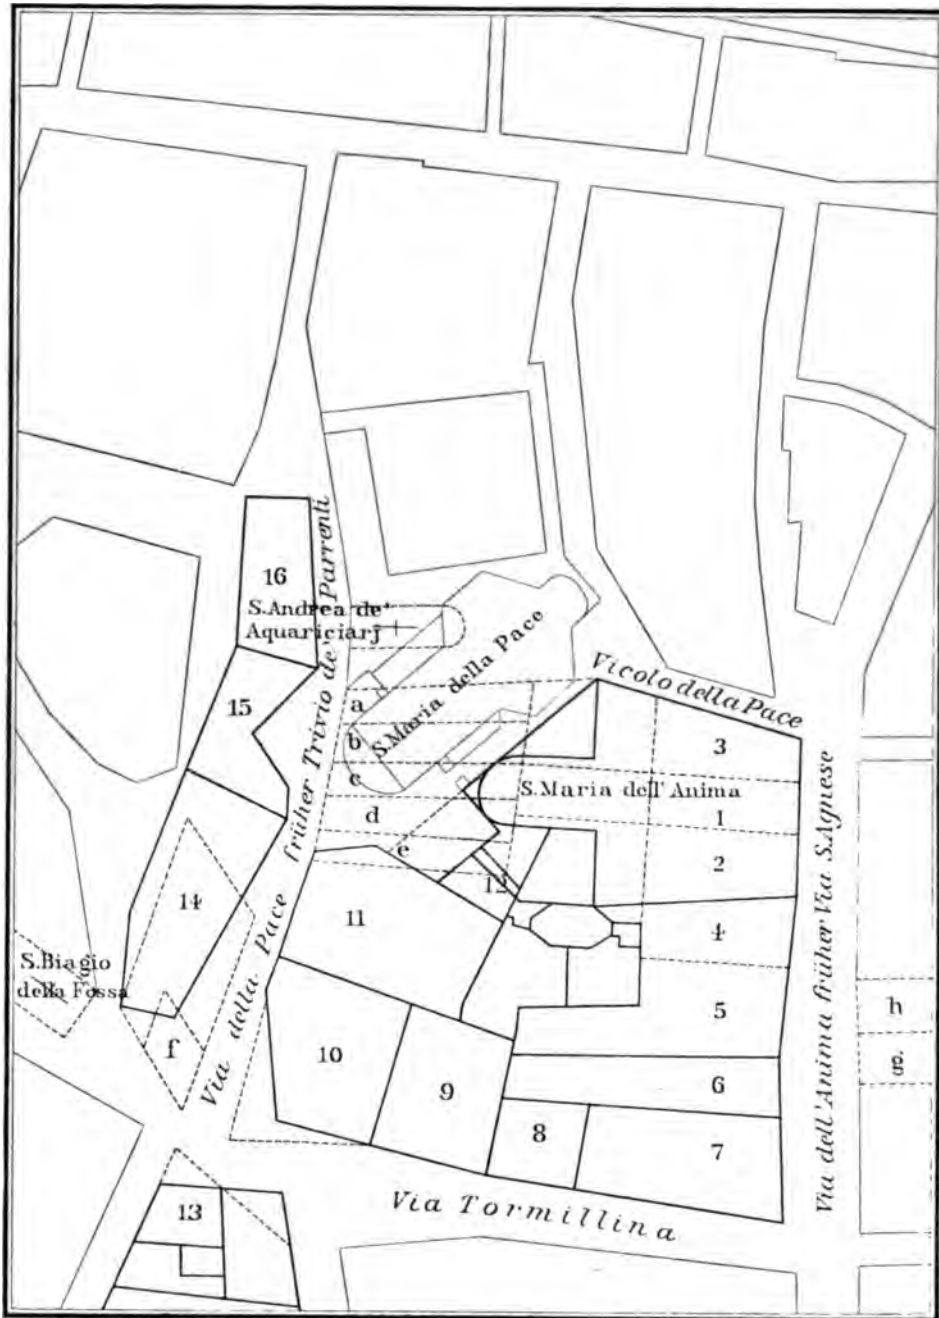 16
S.Andrea de'
Aquariciarj
Via della Pace früher Trivio de' Parrenti
15
a
b
c
d
e
S.Maria della Pace
Vicolo della Pace
3
S.Maria dell' Anima
1
2
12
14
11
4
S.Biagio
della Fossa
5
h
f
10
g
6
9
8
7
Via dell'Anima früher Via S.Agnese
13
Via Tormillina